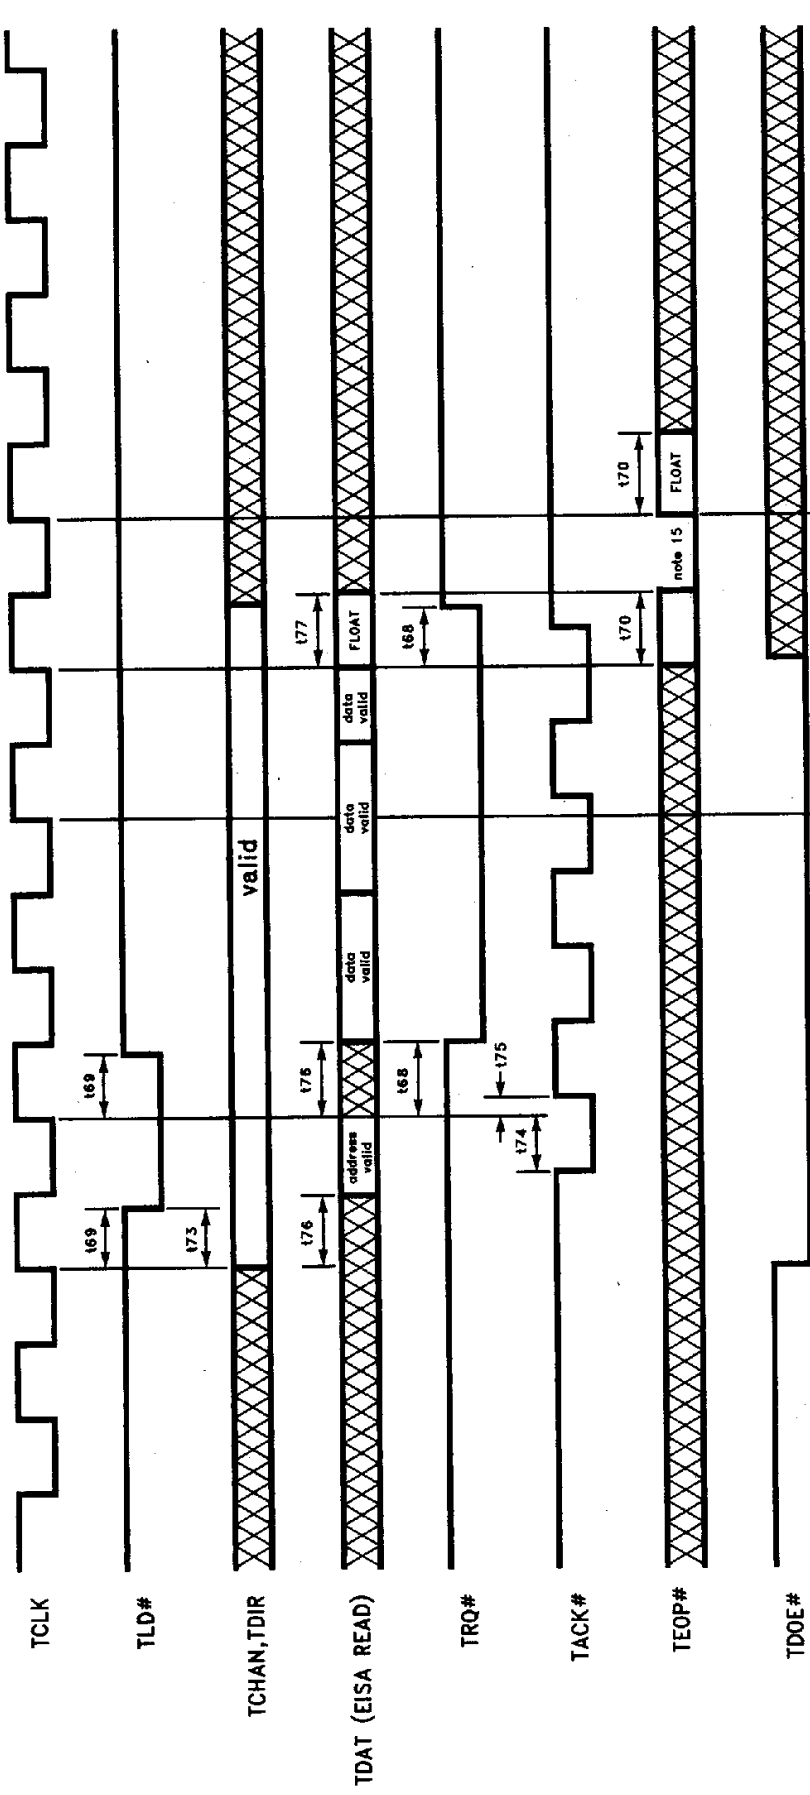 TCLK
TLD#
t69
t69
TCHAN,TDIR
t73
valid
TDAT (EISA READ)
t76
address valid
t76
data valid
data valid
data valid
FLOAT
t77
TRQ#
t68
t68
TACK#
t74
t75
TEOP#
t70
note 15
FLOAT
t70
TDOE#